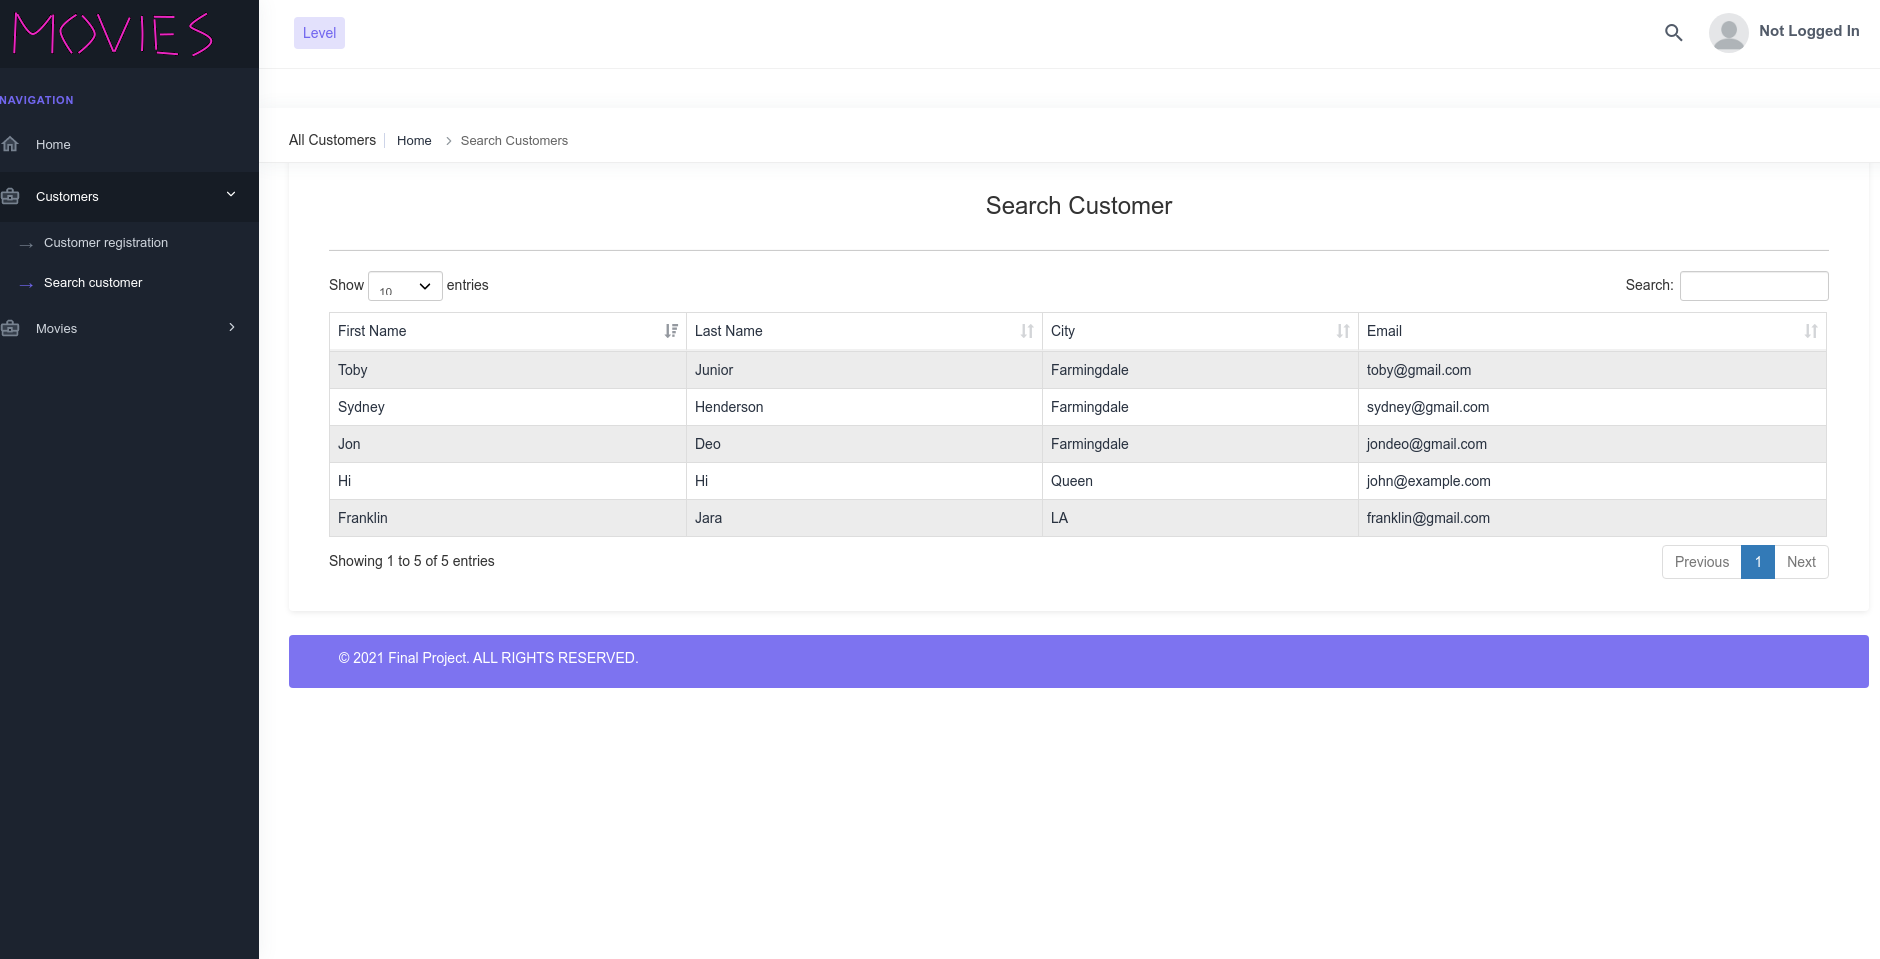 MOVIES
Level
Not Logged In
NAVIGATION
Home
Customers
Customer registration
Search customer
Movies
All Customers Home Search Customers
Search Customer
Show 10 entries
Search:
First Name Last Name City Email
Toby Junior Farmingdale toby@gmail.com
Sydney Henderson Farmingdale sydney@gmail.com
Jon Deo Farmingdale jondeo@gmail.com
Hi Hi Queen john@example.com
Franklin Jara LA franklin@gmail.com
Showing 1 to 5 of 5 entries
Previous 1 Next
© 2021 Final Project. ALL RIGHTS RESERVED.